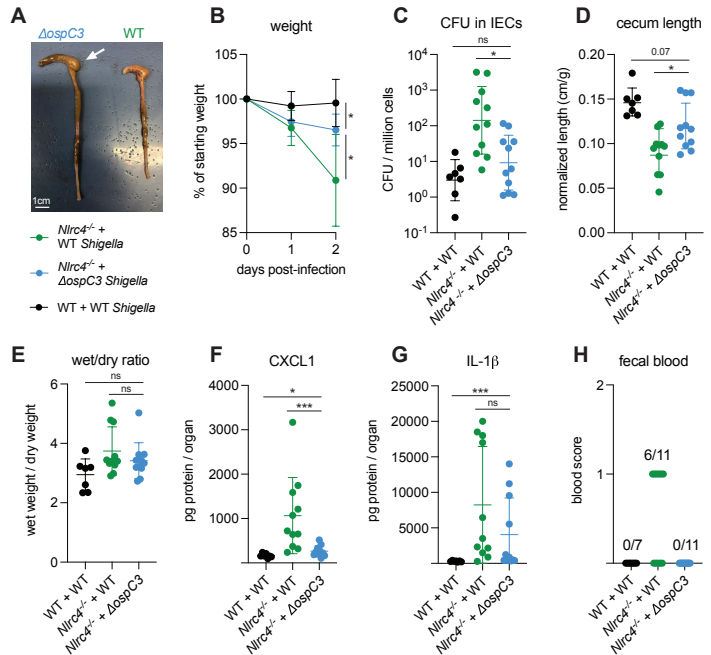 A
ΔospC3
WT
1cm
Nlrc4-/- +
WT Shigella
Nlrc4-/- +
ΔospC3 Shigella
WT + WT Shigella
B
weight
% of starting weight
100
95
90
85
105
0
1
2
days post-infection
*
*
C
CFU in IECs
ns
*
CFU / million cells
10⁴
10³
10²
10¹
10⁰
10⁻¹
WT + WT
Nlrc4-/- + WT
Nlrc4-/- + ΔospC3
D
cecum length
0.07
*
normalized length (cm/g)
0.20
0.15
0.10
0.05
0.00
WT + WT
Nlrc4-/- + WT
Nlrc4-/- + ΔospC3
E
wet/dry ratio
ns
ns
wet weight / dry weight
6
4
2
0
WT + WT
Nlrc4-/- + WT
Nlrc4-/- + ΔospC3
F
CXCL1
*
***
pg protein / organ
4000
3000
2000
1000
WT + WT
Nlrc4-/- + WT
Nlrc4-/- + ΔospC3
G
IL-1β
***
ns
pg protein / organ
25000
20000
15000
10000
5000
0
WT + WT
Nlrc4-/- + WT
Nlrc4-/- + ΔospC3
H
fecal blood
blood score
2
1
0
6/11
0/7
0/11
WT + WT
Nlrc4-/- + WT
Nlrc4-/- + ΔospC3